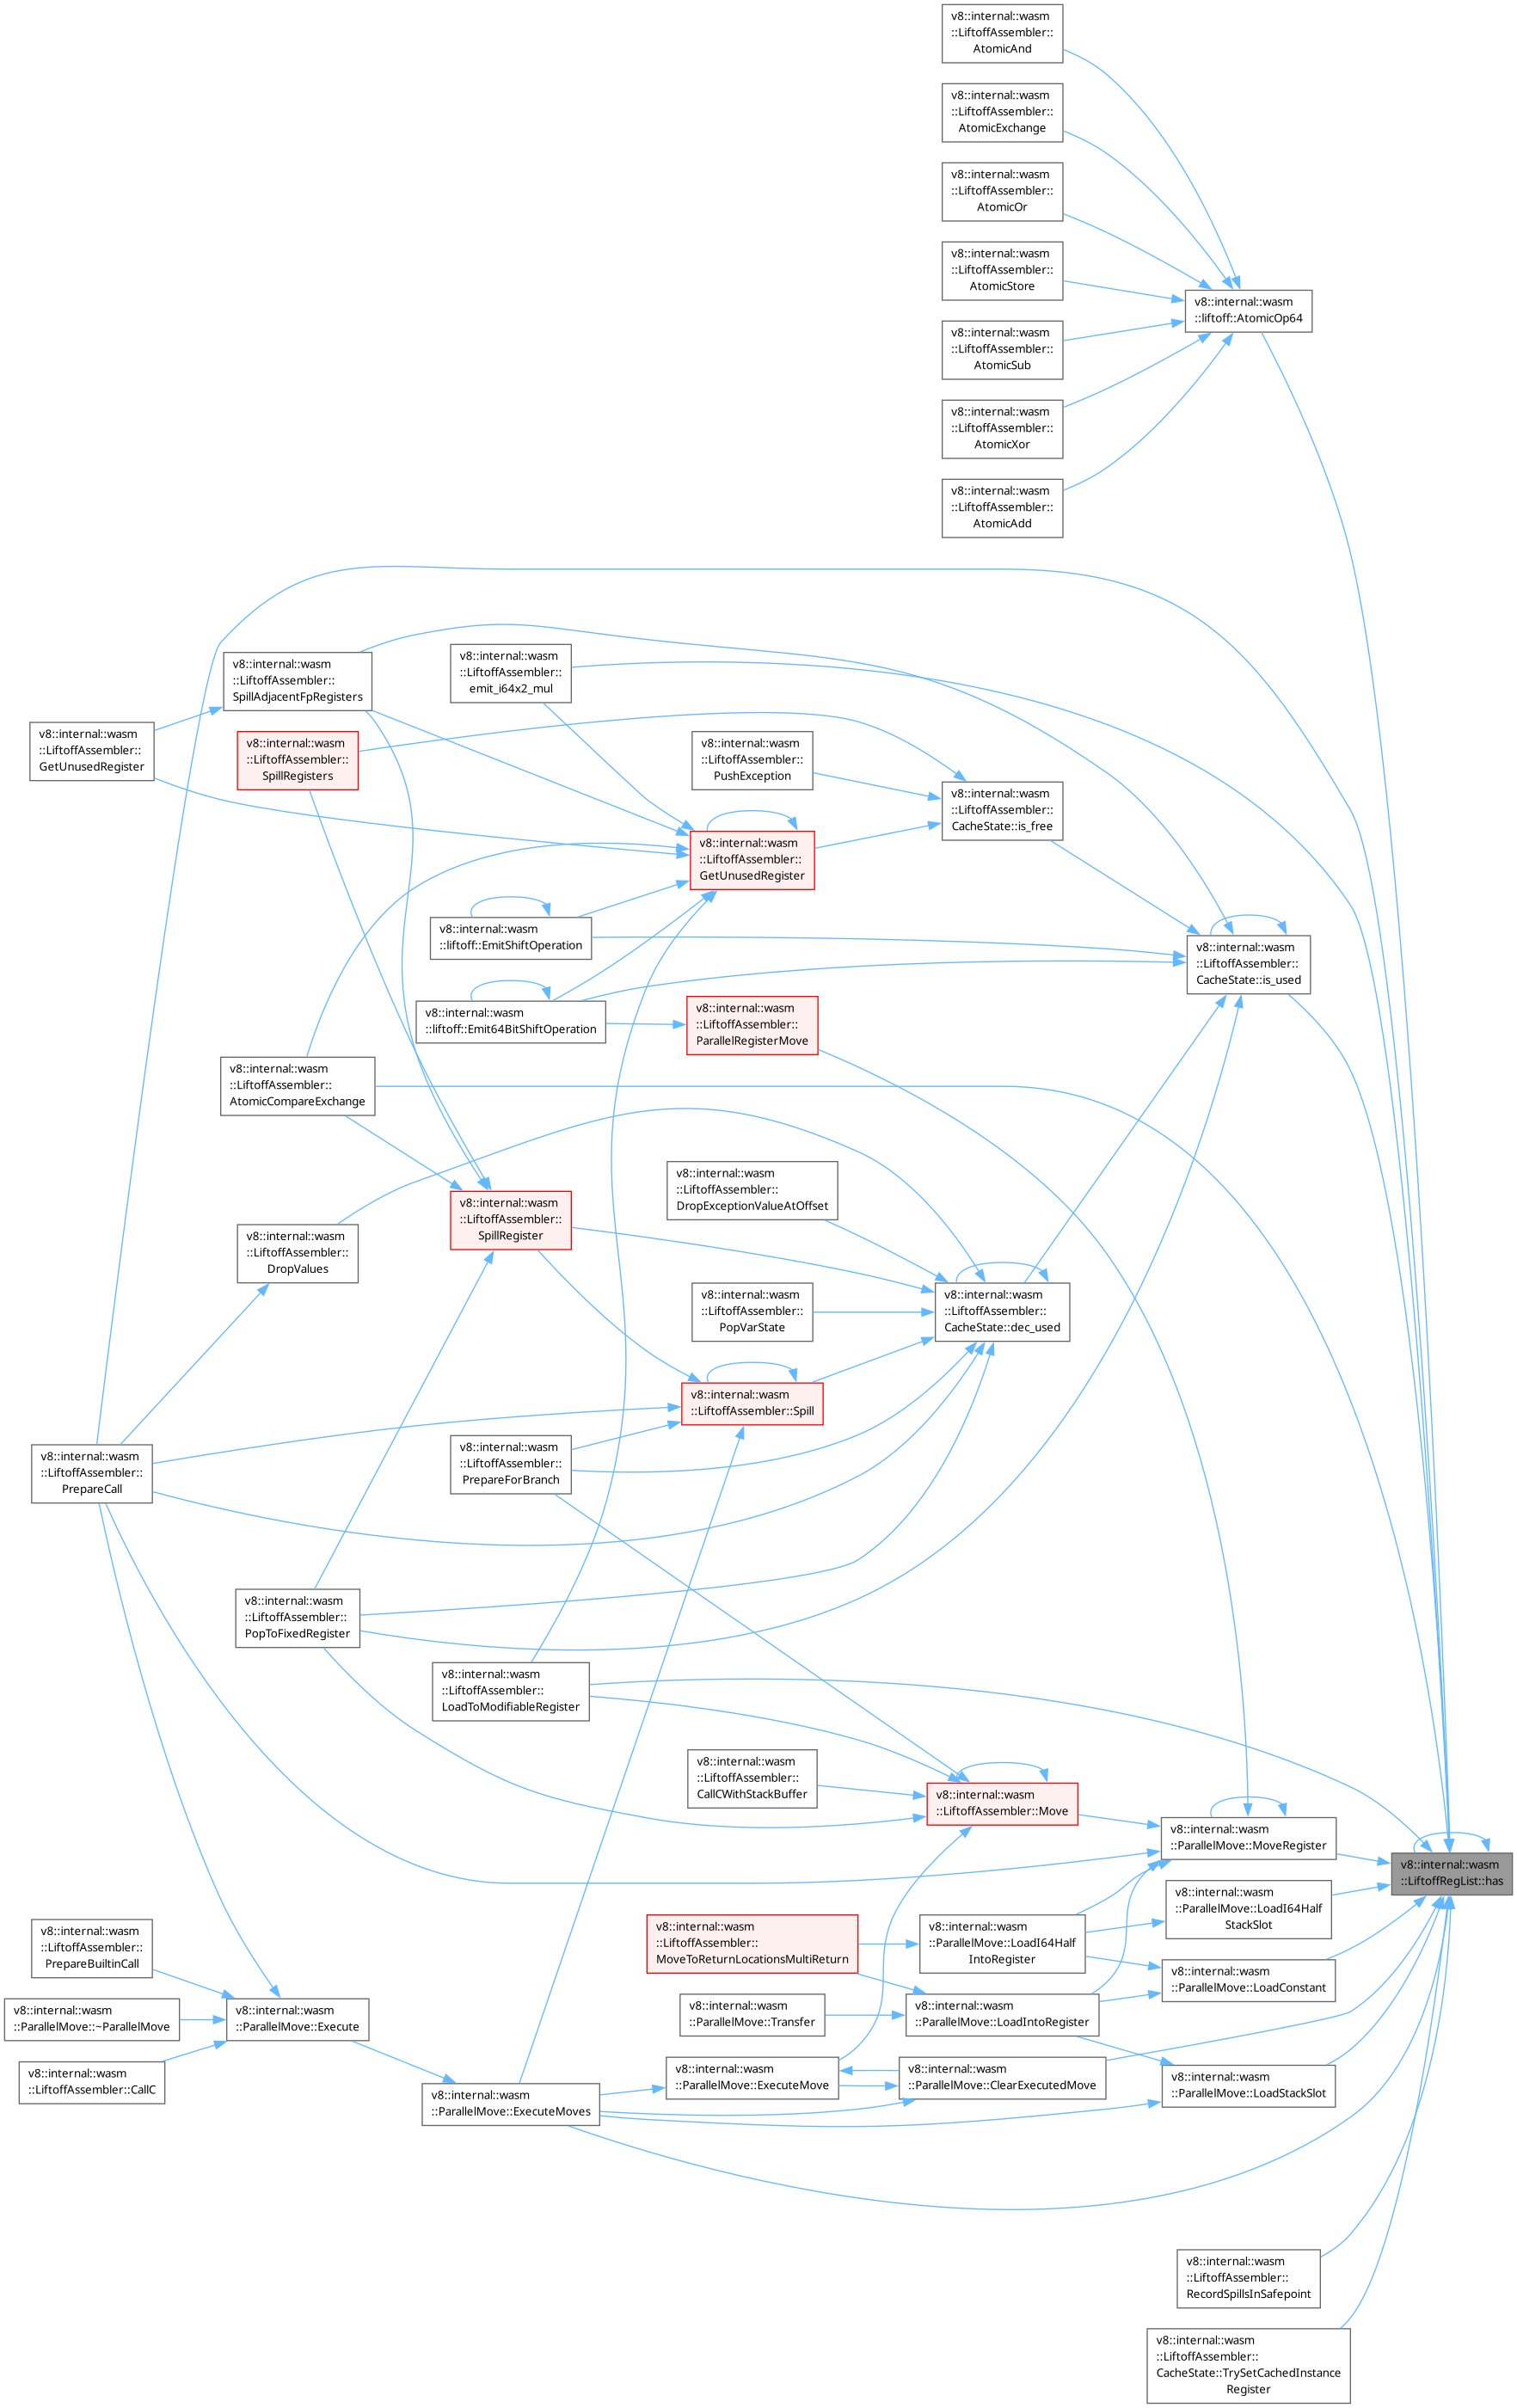 v8::internal::wasm
::LiftoffAssembler::
AtomicAnd
v8::internal::wasm
::LiftoffAssembler::
AtomicExchange
v8::internal::wasm
::LiftoffAssembler::
AtomicOr
v8::internal::wasm
::LiftoffAssembler::
AtomicStore
v8::internal::wasm
::liftoff::AtomicOp64
v8::internal::wasm
::LiftoffAssembler::
AtomicSub
v8::internal::wasm
::LiftoffAssembler::
AtomicXor
v8::internal::wasm
::LiftoffAssembler::
AtomicAdd
v8::internal::wasm
::LiftoffAssembler::
SpillAdjacentFpRegisters
v8::internal::wasm
::LiftoffAssembler::
emit_i64x2_mul
v8::internal::wasm
::LiftoffAssembler::
GetUnusedRegister
v8::internal::wasm
::LiftoffAssembler::
SpillRegisters
v8::internal::wasm
::LiftoffAssembler::
PushException
v8::internal::wasm
::LiftoffAssembler::
CacheState::is_free
v8::internal::wasm
::LiftoffAssembler::
GetUnusedRegister
v8::internal::wasm
::liftoff::EmitShiftOperation
v8::internal::wasm
::LiftoffAssembler::
CacheState::is_used
v8::internal::wasm
::liftoff::Emit64BitShiftOperation
v8::internal::wasm
::LiftoffAssembler::
ParallelRegisterMove
v8::internal::wasm
::LiftoffAssembler::
AtomicCompareExchange
v8::internal::wasm
::LiftoffAssembler::
DropExceptionValueAtOffset
v8::internal::wasm
::LiftoffAssembler::
SpillRegister
v8::internal::wasm
::LiftoffAssembler::
DropValues
v8::internal::wasm
::LiftoffAssembler::
PopVarState
v8::internal::wasm
::LiftoffAssembler::
CacheState::dec_used
v8::internal::wasm
::LiftoffAssembler::Spill
v8::internal::wasm
::LiftoffAssembler::
PrepareForBranch
v8::internal::wasm
::LiftoffAssembler::
PrepareCall
v8::internal::wasm
::LiftoffAssembler::
PopToFixedRegister
v8::internal::wasm
::LiftoffAssembler::
LoadToModifiableRegister
v8::internal::wasm
::LiftoffAssembler::
CallCWithStackBuffer
v8::internal::wasm
::LiftoffAssembler::Move
v8::internal::wasm
::ParallelMove::MoveRegister
v8::internal::wasm
::LiftoffRegList::has
v8::internal::wasm
::ParallelMove::LoadI64Half
StackSlot
v8::internal::wasm
::LiftoffAssembler::
MoveToReturnLocationsMultiReturn
v8::internal::wasm
::ParallelMove::LoadI64Half
IntoRegister
v8::internal::wasm
::ParallelMove::LoadConstant
v8::internal::wasm
::LiftoffAssembler::
PrepareBuiltinCall
v8::internal::wasm
::ParallelMove::~ParallelMove
v8::internal::wasm
::ParallelMove::Execute
v8::internal::wasm
::ParallelMove::Transfer
v8::internal::wasm
::ParallelMove::LoadIntoRegister
v8::internal::wasm
::LiftoffAssembler::CallC
v8::internal::wasm
::ParallelMove::ExecuteMoves
v8::internal::wasm
::ParallelMove::ExecuteMove
v8::internal::wasm
::ParallelMove::ClearExecutedMove
v8::internal::wasm
::ParallelMove::LoadStackSlot
v8::internal::wasm
::LiftoffAssembler::
RecordSpillsInSafepoint
v8::internal::wasm
::LiftoffAssembler::
CacheState::TrySetCachedInstance
Register